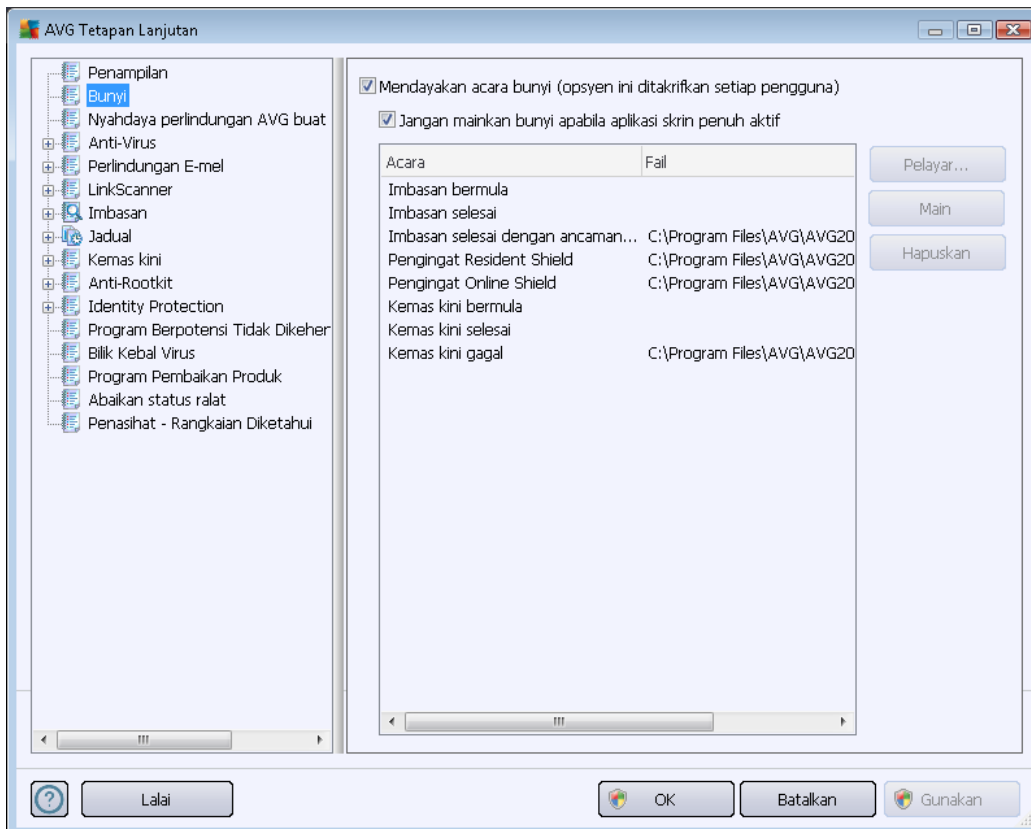 AVG Tetapan Lanjutan
Penampilan
Bunyi
Nyahdaya perlindungan AVG buat
Anti-Virus
Perlindungan E-mel
LinkScanner
Imbasan
Jadual
Kemas kini
Anti-Rootkit
Identity Protection
Program Berpotensi Tidak Dikeher
Bilik Kebal Virus
Program Pembaikan Produk
Abaikan status ralat
Penasihat - Rangkaian Diketahui
Mendayakan acara bunyi (opsyen ini ditakrifkan setiap pengguna)
Jangan mainkan bunyi apabila aplikasi skrin penuh aktif
Acara Fail
Imbasan bermula
Imbasan selesai
Imbasan selesai dengan ancaman... C:\Program Files\AVG\AVG20
Pengingat Resident Shield C:\Program Files\AVG\AVG20
Pengingat Online Shield C:\Program Files\AVG\AVG20
Kemas kini bermula
Kemas kini selesai
Kemas kini gagal C:\Program Files\AVG\AVG20
Pelayar...
Main
Hapuskan
Lalai
OK
Batalkan
Gunakan